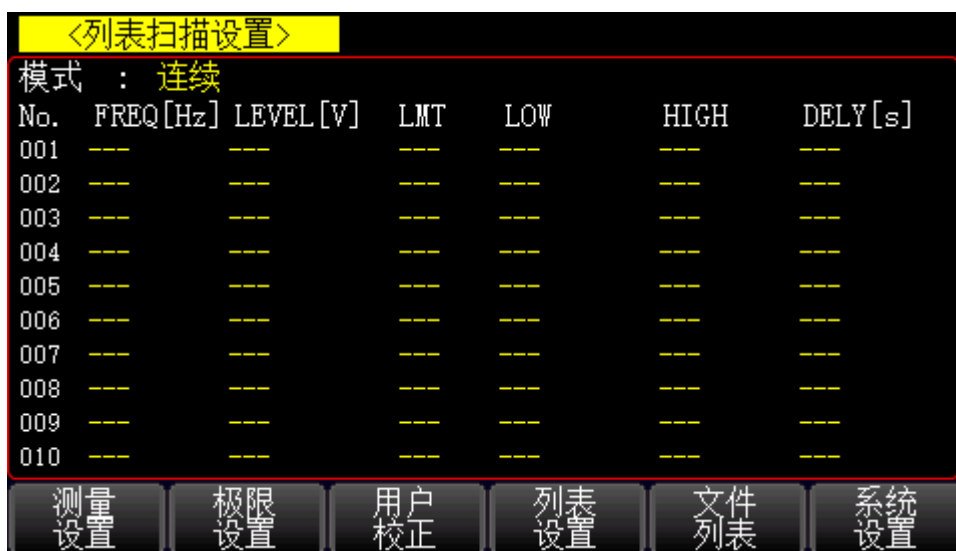 <列表扫描设置>
模式 : 连续
No. FREQ[Hz] LEVEL[V] LMT LOW HIGH DELY[s]
001 --- --- --- --- --- ---
002 --- --- --- --- --- ---
003 --- --- --- --- --- ---
004 --- --- --- --- --- ---
005 --- --- --- --- --- ---
006 --- --- --- --- --- ---
007 --- --- --- --- --- ---
008 --- --- --- --- --- ---
009 --- --- --- --- --- ---
010 --- --- --- --- --- ---
测量 极限 用户 列表 文件 系统
设置 设置 校正 设置 列表 设置